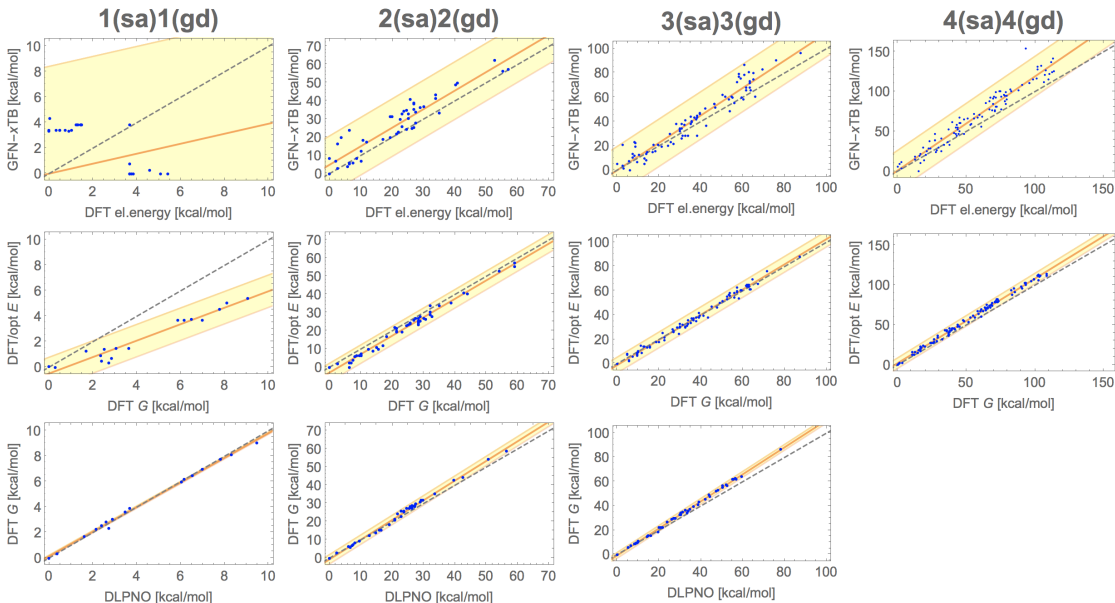 1(sa)1(gd) 2(sa)2(gd) 3(sa)3(gd) 4(sa)4(gd)
GFN-xTB [kcal/mol]
10
8
6
4
2
0
0 2 4 6 8 10
DFT el.energy [kcal/mol]
GFN-xTB [kcal/mol]
70
60
50
40
30
20
10
0
0 10 20 30 40 50 60 70
DFT el.energy [kcal/mol]
GFN-xTB [kcal/mol]
100
80
60
40
20
0
0 20 40 60 80 100
DFT el.energy [kcal/mol]
GFN-xTB [kcal/mol]
150
100
50
0
0 50 100 150
DFT el.energy [kcal/mol]
DFT/opt E [kcal/mol]
10
8
6
4
2
0
0 2 4 6 8 10
DFT G [kcal/mol]
DFT/opt E [kcal/mol]
70
60
50
40
30
20
10
0
0 10 20 30 40 50 60 70
DFT G [kcal/mol]
DFT/opt E [kcal/mol]
100
80
60
40
20
0
0 20 40 60 80 100
DFT G [kcal/mol]
DFT/opt E [kcal/mol]
150
100
50
0
0 50 100 150
DFT G [kcal/mol]
DFT G [kcal/mol]
10
8
6
4
2
0
0 2 4 6 8 10
DLPNO [kcal/mol]
DFT G [kcal/mol]
70
60
50
40
30
20
10
0
0 10 20 30 40 50 60 70
DLPNO [kcal/mol]
DFT G [kcal/mol]
100
80
60
40
20
0
0 20 40 60 80 100
DLPNO [kcal/mol]